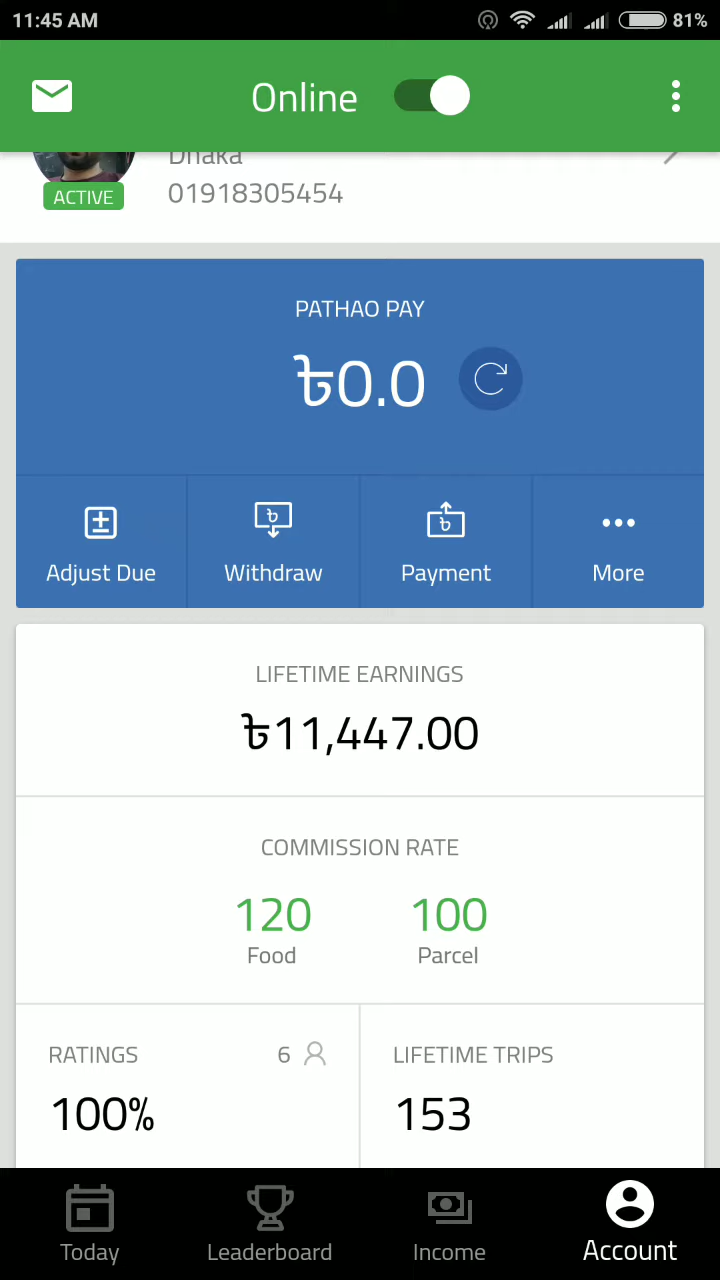 11:45 AM
81%
Online
Dhaka
ACTIVE
01918305454
PATHAO PAY
৳0.0
Adjust Due
Withdraw
Payment
More
LIFETIME EARNINGS
৳11,447.00
COMMISSION RATE
120
100
Food
Parcel
RATINGS
6
LIFETIME TRIPS
100%
153
Today
Leaderboard
Income
Account